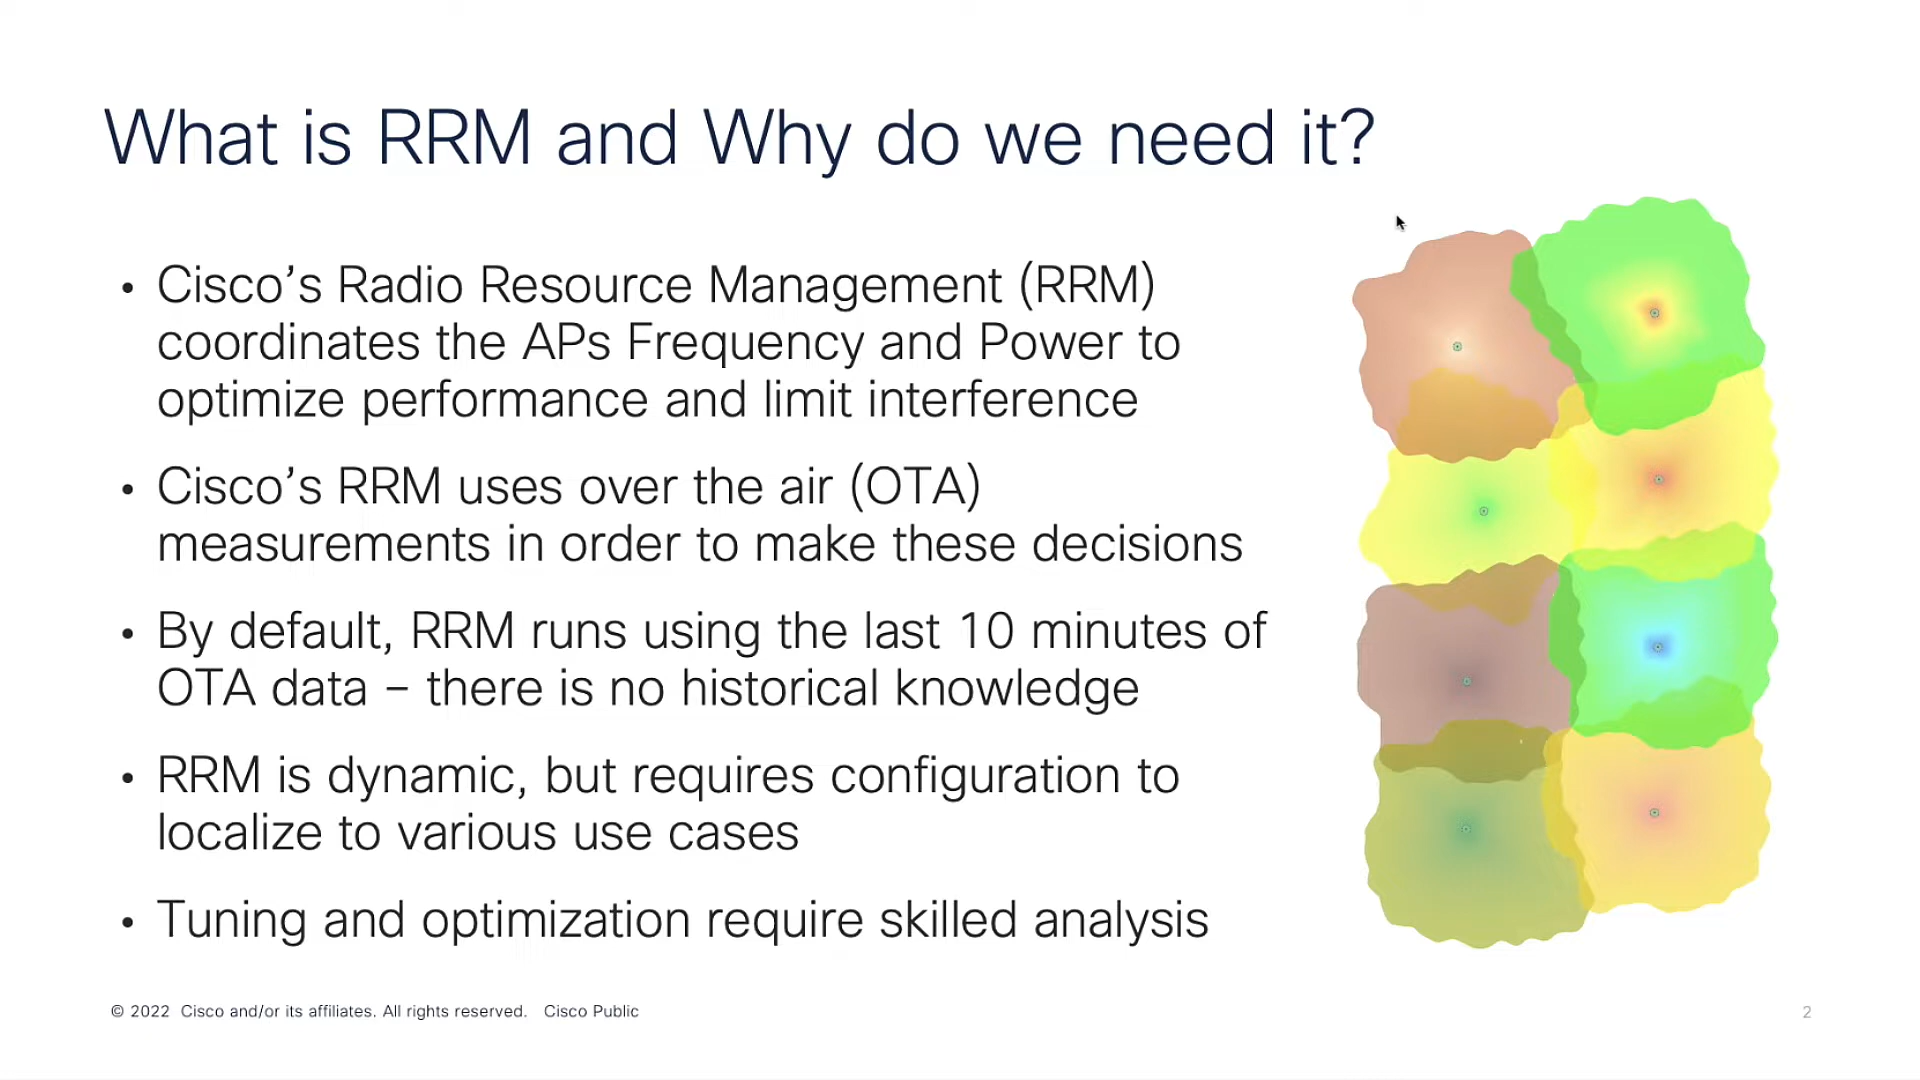 What is RRM and Why do we need it?
• Cisco’s Radio Resource Management (RRM)
coordinates the APs Frequency and Power to
optimize performance and limit interference
• Cisco’s RRM uses over the air (OTA)
measurements in order to make these decisions
• By default, RRM runs using the last 10 minutes of
OTA data – there is no historical knowledge
• RRM is dynamic, but requires configuration to
localize to various use cases
• Tuning and optimization require skilled analysis
© 2022 Cisco and/or its affiliates. All rights reserved. Cisco Public
2